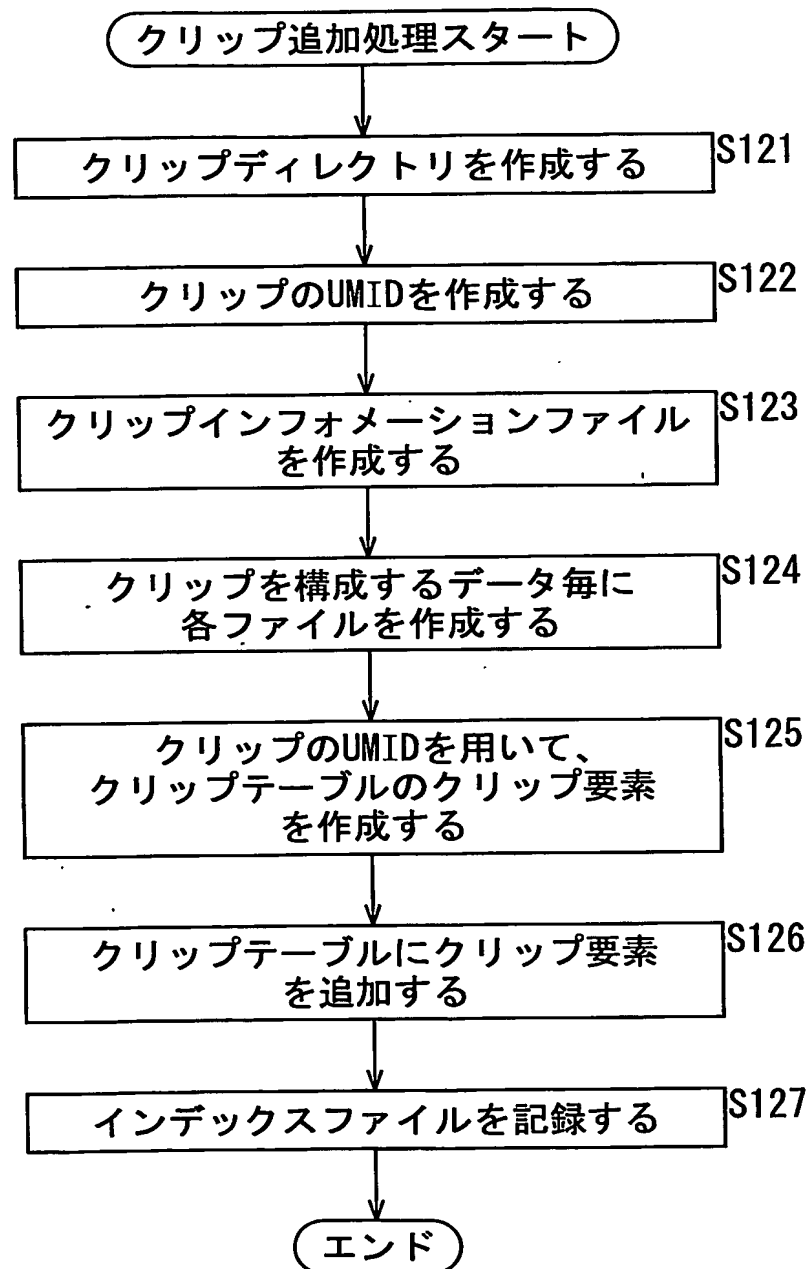 クリップ追加処理スタート
クリップディレクトリを作成する
S121
クリップのUMIDを作成する
S122
クリップインフォメーションファイル
を作成する
S123
クリップを構成するデータ毎に
各ファイルを作成する
S124
クリップのUMIDを用いて、
クリップテーブルのクリップ要素
を作成する
S125
クリップテーブルにクリップ要素
を追加する
S126
インデックスファイルを記録する
S127
エンド